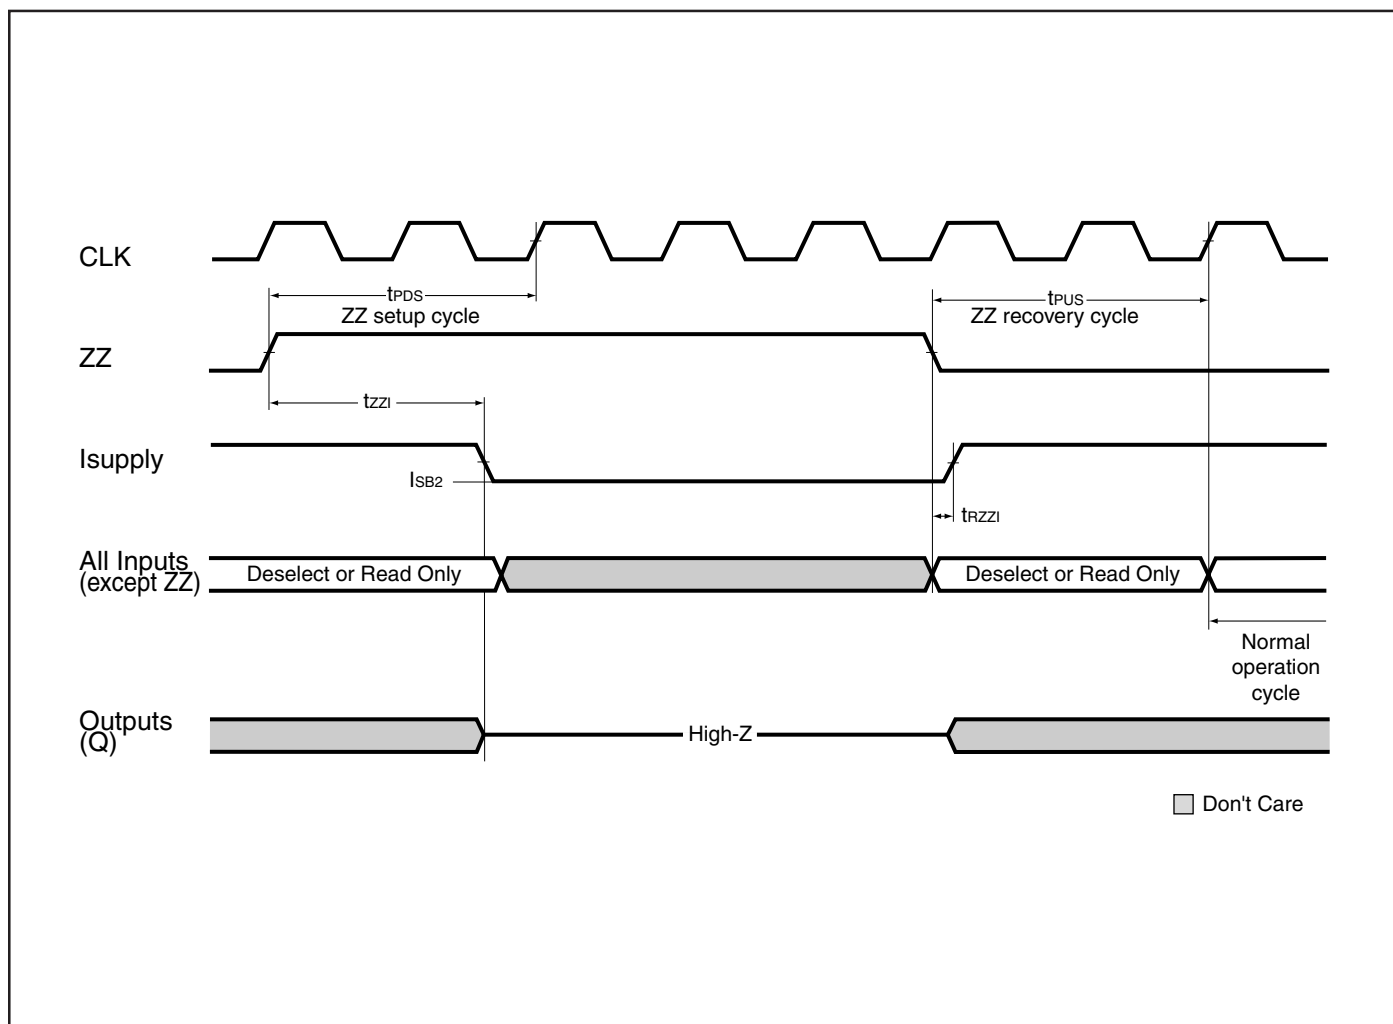 CLK
tPDS
ZZ setup cycle
tPUS
ZZ recovery cycle
ZZ
tZZI
Isupply
ISB2
tRZZI
All Inputs
(except ZZ)
Deselect or Read Only
Deselect or Read Only
Normal
operation
cycle
Outputs
(Q)
High-Z
Don't Care